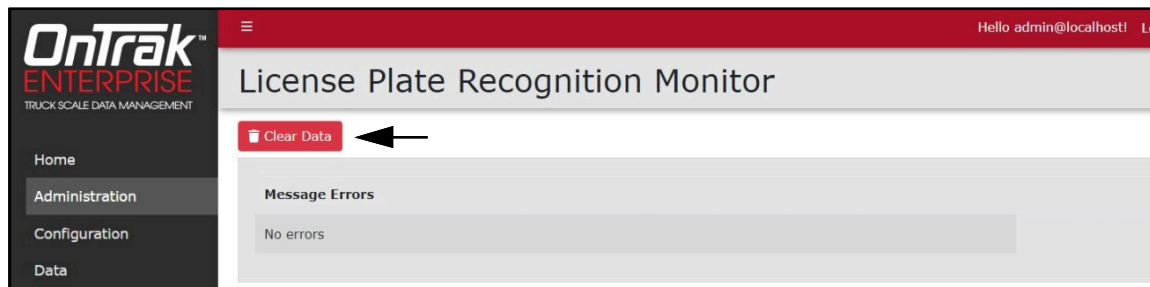 OnTrak™
ENTERPRISE
TRUCK SCALE DATA MANAGEMENT
Home
Administration
Configuration
Data
Hello admin@localhost!
License Plate Recognition Monitor
Clear Data
Message Errors
No errors